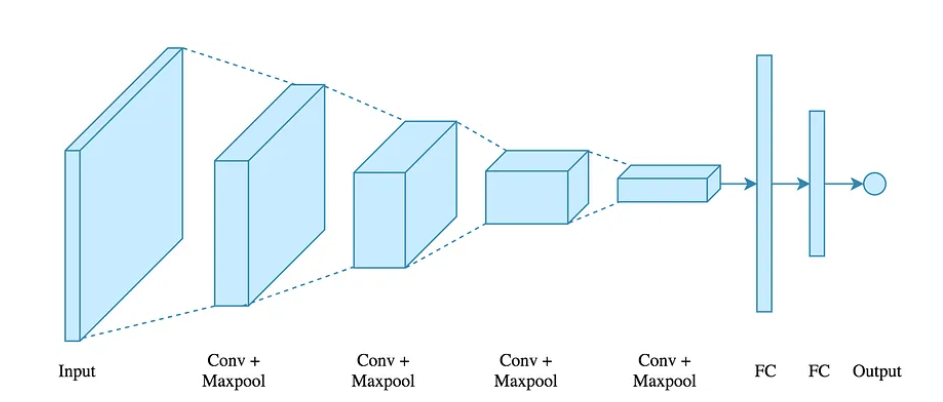 Input
Conv +
Maxpool
Conv +
Maxpool
Conv +
Maxpool
Conv +
Maxpool
FC
FC
Output